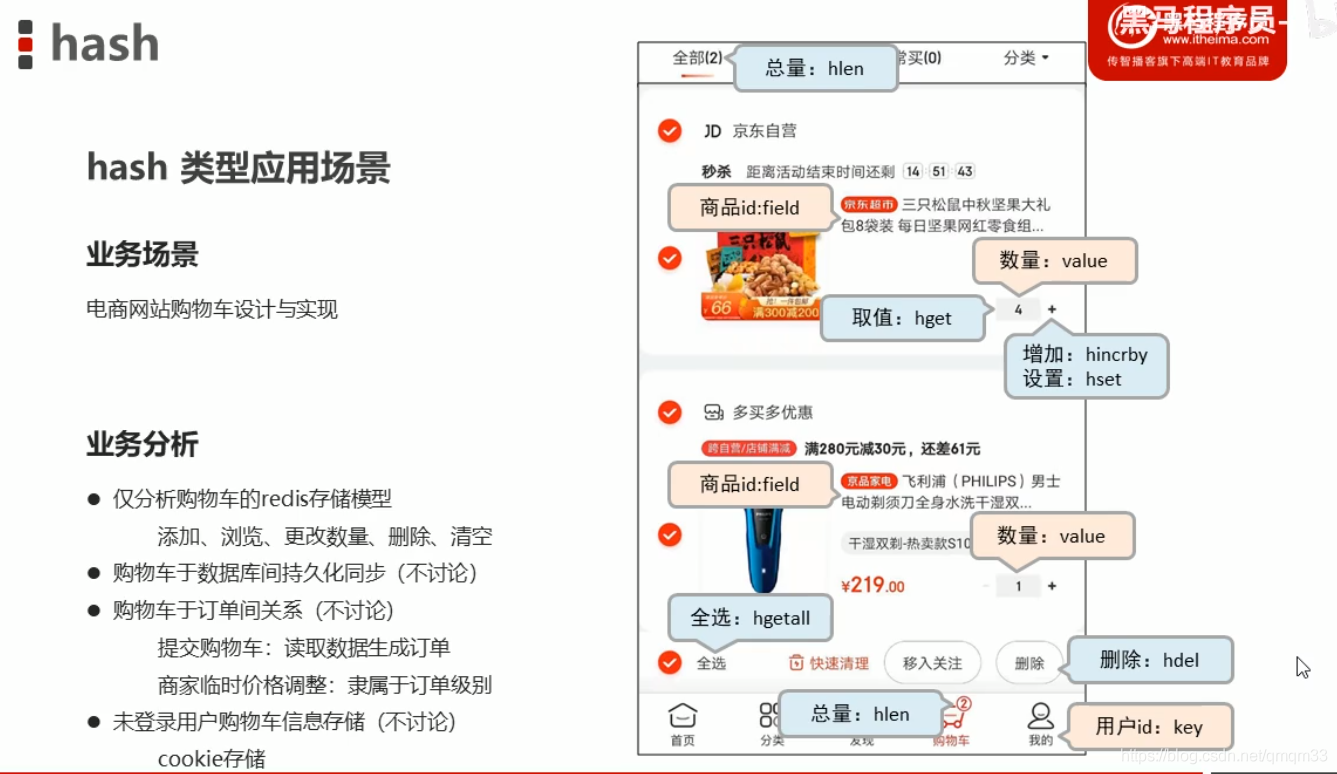 hash
黑马程序员-
www.itheima.com
传智播客旗下高端IT教育品牌
hash 类型应用场景
业务场景
电商网站购物车设计与实现
业务分析
● 仅分析购物车的redis存储模型
添加、浏览、更改数量、删除、清空
● 购物车于数据库间持久化同步（不讨论）
● 购物车于订单间关系（不讨论）
提交购物车：读取数据生成订单
商家临时价格调整：隶属于订单级别
● 未登录用户购物车信息存储（不讨论）
cookie存储
全部(2)
总量：hlen
常买(0)
分类
JD 京东自营
秒杀 距离活动结束时间还剩 14:51:43
商品id:field
京东超市 三只松鼠中秋坚果大礼
包8袋装 每日坚果网红零食组...
三只松鼠
66
满300减200
数量：value
取值：hget
4 +
增加：hincrby
设置：hset
多买多优惠
跨自营/店铺满减 满280元减30元，还差61元
商品id:field
京品家电 飞利浦（PHILIPS）男士
电动剃须刀全身水洗干湿双...
干湿双剃-热卖款S10
数量：value
¥219.00
- 1 +
全选：hgetall
全选
快速清理
移入关注
删除
删除：hdel
总量：hlen
2
用户id：key
首页
分类
发现
购物车
我的
https://blog.csdn.net/qmqm33